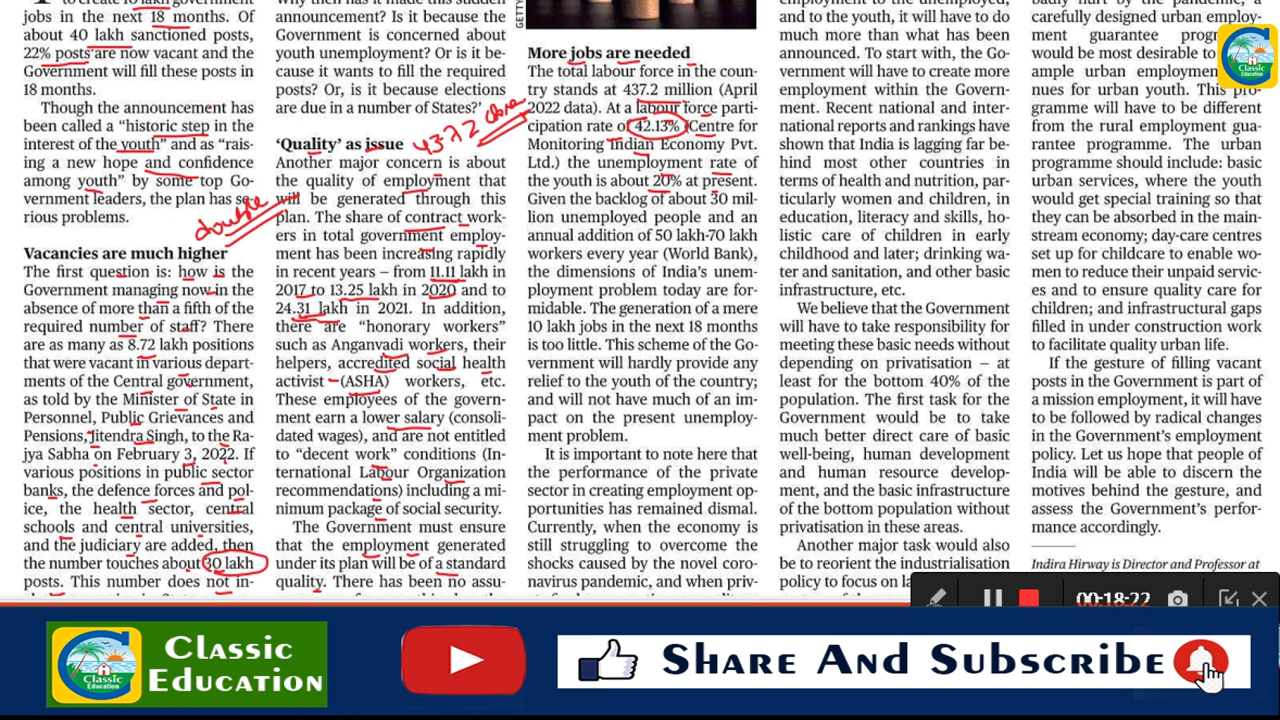 to create 10 lakh government
jobs in the next 18 months. Of
about 40 lakh sanctioned posts,
22% posts are now vacant and the
Government will fill these posts in
18 months.
Though the announcement has
been called a “historic step in the
interest of the youth” and as “rais-
ing a new hope and confidence
among youth” by some top Go-
vernment leaders, the plan has se-
rious problems.
double
Vacancies are much higher
The first question is: how is the
Government managing now in the
absence of more than a fifth of the
required number of staff? There
are as many as 8.72 lakh positions
that were vacant in various depart-
ments of the Central government,
as told by the Minister of State in
Personnel, Public Grievances and
Pensions, Jitendra Singh, to the Ra-
jya Sabha on February 3, 2022. If
various positions in public sector
banks, the defence forces and pol-
ice, the health sector, central
schools and central universities,
and the judiciary are added, then
the number touches about 30 lakh
posts. This number does not in-
Why then has it made this sudden
announcement? Is it because the
Government is concerned about
youth unemployment? Or is it be-
cause it wants to fill the required
posts? Or, is it because elections
are due in a number of States?’
‘Quality’ as issue
4372
Another major concern is about
the quality of employment that
will be generated through this
plan. The share of contract work-
ers in total government employ-
ment has been increasing rapidly
in recent years – from 11.11 lakh in
2017 to 13.25 lakh in 2020 and to
24.31 lakh in 2021. In addition,
there are “honorary workers”
such as Anganvadi workers, their
helpers, accredited social health
activist (ASHA) workers, etc.
These employees of the govern-
ment earn a lower salary (consoli-
dated wages), and are not entitled
to “decent work” conditions (In-
ternational Labour Organization
recommendations) including a mi-
nimum package of social security.
The Government must ensure
that the employment generated
under its plan will be of a standard
quality. There has been no assu-
GETTY
More jobs are needed
The total labour force in the coun-
try stands at 437.2 million (April
2022 data). At a labour force parti-
cipation rate of 42.13% (Centre for
Monitoring Indian Economy Pvt.
Ltd.) the unemployment rate of
the youth is about 20% at present.
Given the backlog of about 30 mil-
lion unemployed people and an
annual addition of 50 lakh-70 lakh
workers every year (World Bank),
the dimensions of India’s unem-
ployment problem today are for-
midable. The generation of a mere
10 lakh jobs in the next 18 months
is too little. This scheme of the Go-
vernment will hardly provide any
relief to the youth of the country;
and will not have much of an im-
pact on the present unemploy-
ment problem.
It is important to note here that
the performance of the private
sector in creating employment op-
portunities has remained dismal.
Currently, when the economy is
still struggling to overcome the
shocks caused by the novel coro-
navirus pandemic, and when priv-
employment to the unemployed,
and to the youth, it will have to do
much more than what has been
announced. To start with, the Go-
vernment will have to create more
employment within the Govern-
ment. Recent national and inter-
national reports and rankings have
shown that India is lagging far be-
hind most other countries in
terms of health and nutrition, par-
ticularly women and children, in
education, literacy and skills, ho-
listic care of children in early
childhood and later; drinking wa-
ter and sanitation, and other basic
infrastructure, etc.
We believe that the Government
will have to take responsibility for
meeting these basic needs without
depending on privatisation – at
least for the bottom 40% of the
population. The first task for the
Government would be to take
much better direct care of basic
well-being, human development
and human resource develop-
ment, and the basic infrastructure
of the bottom population without
privatisation in these areas.
Another major task would also
be to reorient the industrialisation
policy to focus on
badly hurt by the pandemic, a
carefully designed urban employ-
ment guarantee
would be most desirable to
ample urban
nues for urban youth. This pro-
gramme will have to be different
from the rural employment gua-
rantee programme. The urban
programme should include: basic
urban services, where the youth
would get special training so that
they can be absorbed in the main-
stream economy; day-care centres
set up for childcare to enable wo-
men to reduce their unpaid servic-
es and to ensure quality care for
children; and infrastructural gaps
filled in under construction work
to facilitate quality urban life.
If the gesture of filling vacant
posts in the Government is part of
a mission employment, it will have
to be followed by radical changes
in the Government’s employment
policy. Let us hope that people of
India will be able to discern the
motives behind the gesture, and
assess the Government’s perfor-
mance accordingly.
Indira Hirway is Director and Professor at
Classic
Education
00:18:22
Classic
Education
Classic
Education
Share And Subscribe